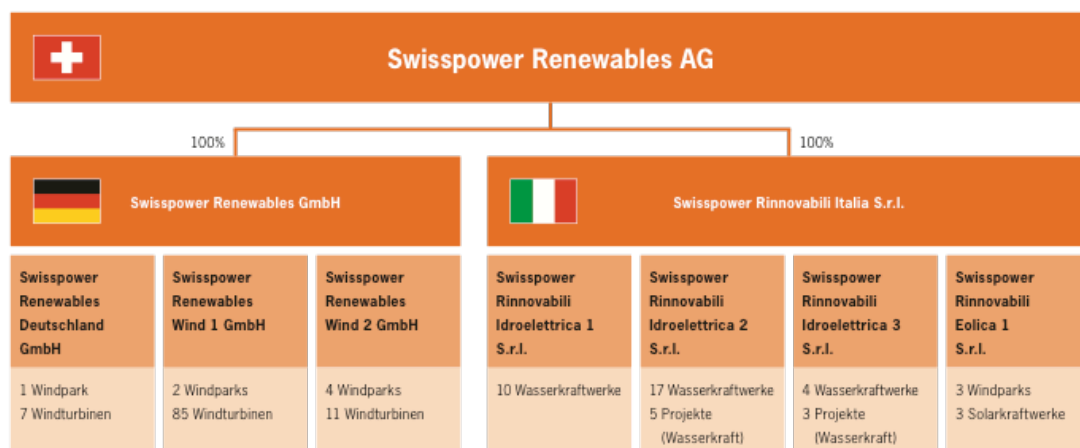 Swisspower Renewables AG
100%
100%
Swisspower Renewables GmbH
Swisspower Rinnovabili Italia S.r.l.
Swisspower
Renewables
Deutschland
GmbH
1 Windpark
7 Windturbinen
Swisspower
Renewables
Wind 1 GmbH
2 Windparks
85 Windturbinen
Swisspower
Renewables
Wind 2 GmbH
4 Windparks
11 Windturbinen
Swisspower
Rinnovabili
Idroelettrica 1
S.r.l.
10 Wasserkraftwerke
Swisspower
Rinnovabili
Idroelettrica 2
S.r.l.
17 Wasserkraftwerke
5 Projekte
(Wasserkraft)
Swisspower
Rinnovabili
Idroelettrica 3
S.r.l.
4 Wasserkraftwerke
3 Projekte
(Wasserkraft)
Swisspower
Rinnovabili
Eolica 1
S.r.l.
3 Windparks
3 Solarkraftwerke